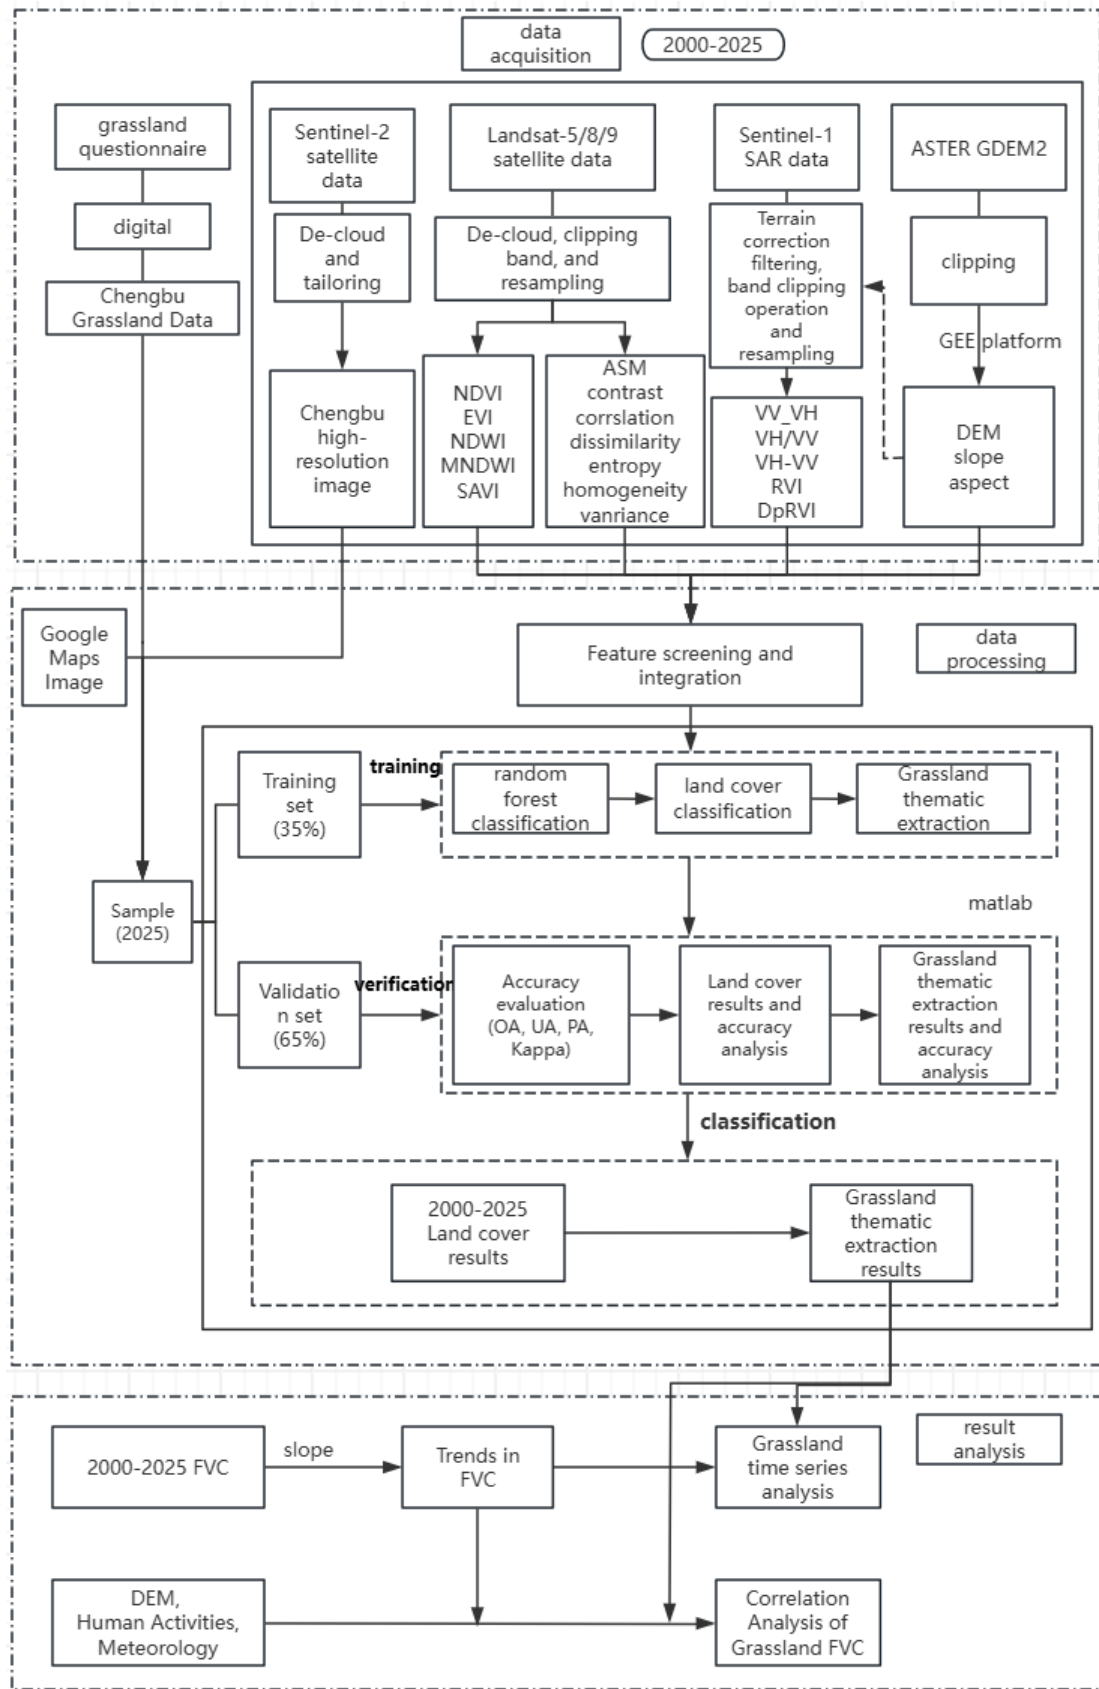 data
acquisition
2000-2025
grassland
questionnaire
digital
Chengbu
Grassland Data
Sentinel-2
satellite
data
De-cloud
and
tailoring
Chengbu
high-
resolution
image
Landsat-5/8/9
satellite data
De-cloud, clipping
band, and
resampling
NDVI
EVI
NDWI
MNDWI
SAVI
ASM
contrast
corrslation
dissimilarity
entropy
homogeneity
vanriance
Sentinel-1
SAR data
Terrain
correction
filtering,
band clipping
operation
and
resampling
VV_VH
VH/VV
VH-VV
RVI
DpRVI
ASTER GDEM2
clipping
GEE platform
DEM
slope
aspect
Google
Maps
Image
Feature screening and
integration
data
processing
Training
set
(35%)
training
random
forest
classification
land cover
classification
Grassland
thematic
extraction
Sample
(2025)
matlab
Validatio
n set
(65%)
verification
Accuracy
evaluation
(OA, UA, PA,
Kappa)
Land cover
results and
accuracy
analysis
Grassland
thematic
extraction
results and
accuracy
analysis
classification
2000-2025
Land cover
results
Grassland
thematic
extraction
results
result
analysis
2000-2025 FVC
slope
Trends in
FVC
Grassland
time series
analysis
DEM,
Human Activities,
Meteorology
Correlation
Analysis of
Grassland FVC